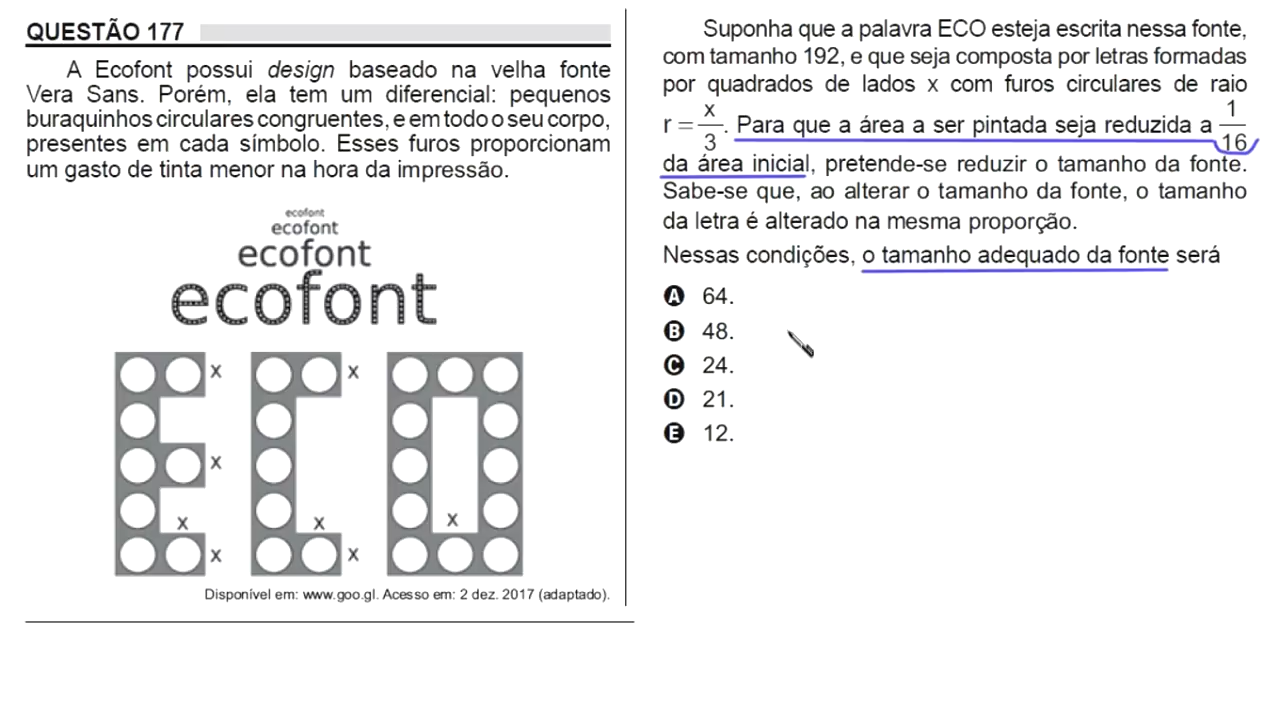 QUESTÃO 177
A Ecofont possui design baseado na velha fonte
Vera Sans. Porém, ela tem um diferencial: pequenos
buraquinhos circulares congruentes, e em todo o seu corpo,
presentes em cada símbolo. Esses furos proporcionam
um gasto de tinta menor na hora da impressão.
ecofont
ecofont
ecofont
ecofont
x x
x
x x x
x x
Disponível em: www.goo.gl. Acesso em: 2 dez. 2017 (adaptado).
Suponha que a palavra ECO esteja escrita nessa fonte,
com tamanho 192, e que seja composta por letras formadas
por quadrados de lados x com furos circulares de raio
r = x/3. Para que a área a ser pintada seja reduzida a 1/16
da área inicial, pretende-se reduzir o tamanho da fonte.
Sabe-se que, ao alterar o tamanho da fonte, o tamanho
da letra é alterado na mesma proporção.
Nessas condições, o tamanho adequado da fonte será
A 64.
B 48.
C 24.
D 21.
E 12.